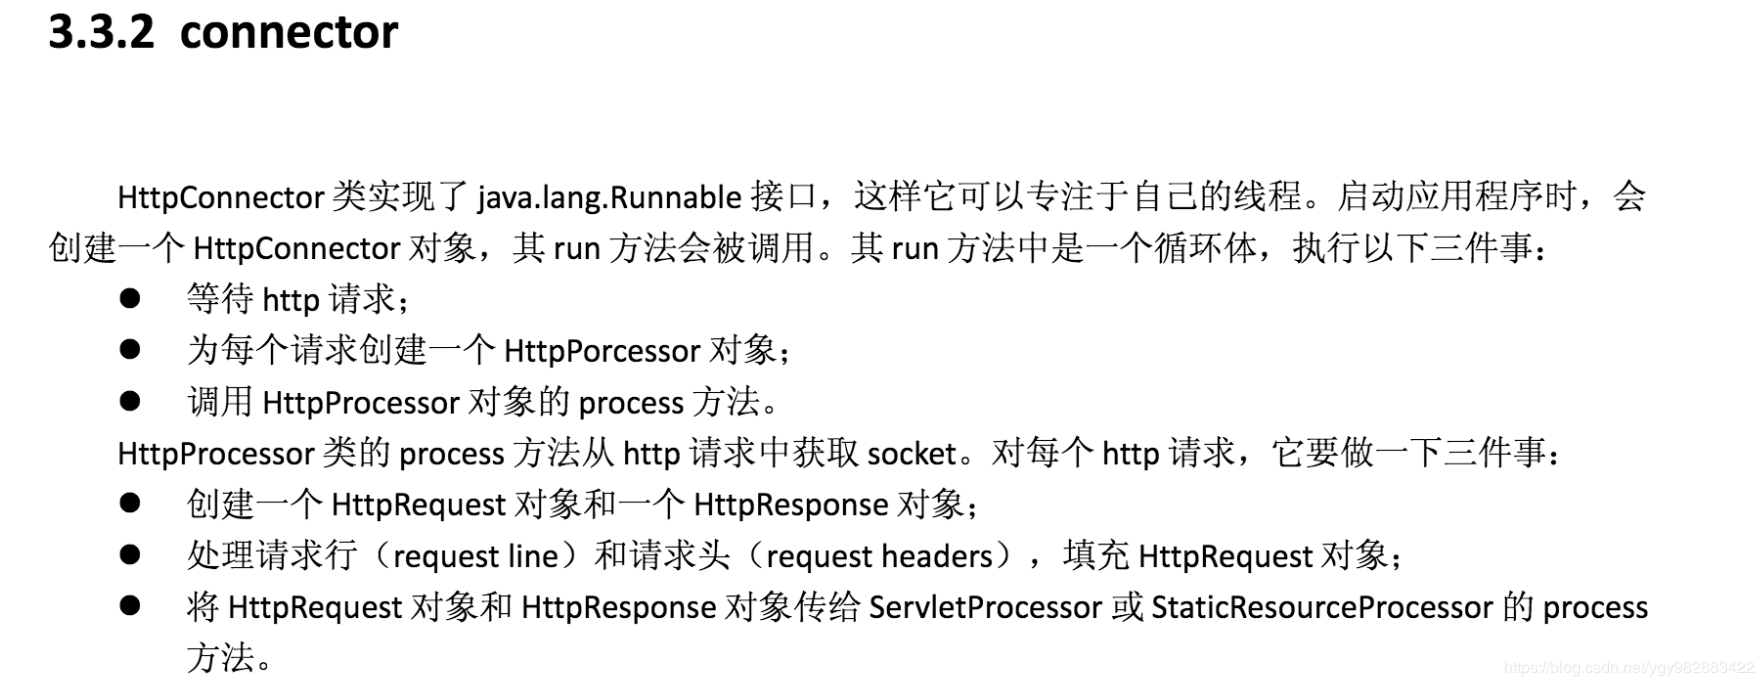 3.3.2 connector
HttpConnector 类实现了 java.lang.Runnable 接口，这样它可以专注于自己的线程。启动应用程序时，会
创建一个 HttpConnector 对象，其 run 方法会被调用。其 run 方法中是一个循环体，执行以下三件事：
● 等待 http 请求；
● 为每个请求创建一个 HttpPorcessor 对象；
● 调用 HttpProcessor 对象的 process 方法。
HttpProcessor 类的 process 方法从 http 请求中获取 socket。对每个 http 请求，它要做一下三件事：
● 创建一个 HttpRequest 对象和一个 HttpResponse 对象；
● 处理请求行（request line）和请求头（request headers），填充 HttpRequest 对象；
● 将 HttpRequest 对象和 HttpResponse 对象传给 ServletProcessor 或 StaticResourceProcessor 的 process
方法。
https://blog.csdn.net/ygy982883422